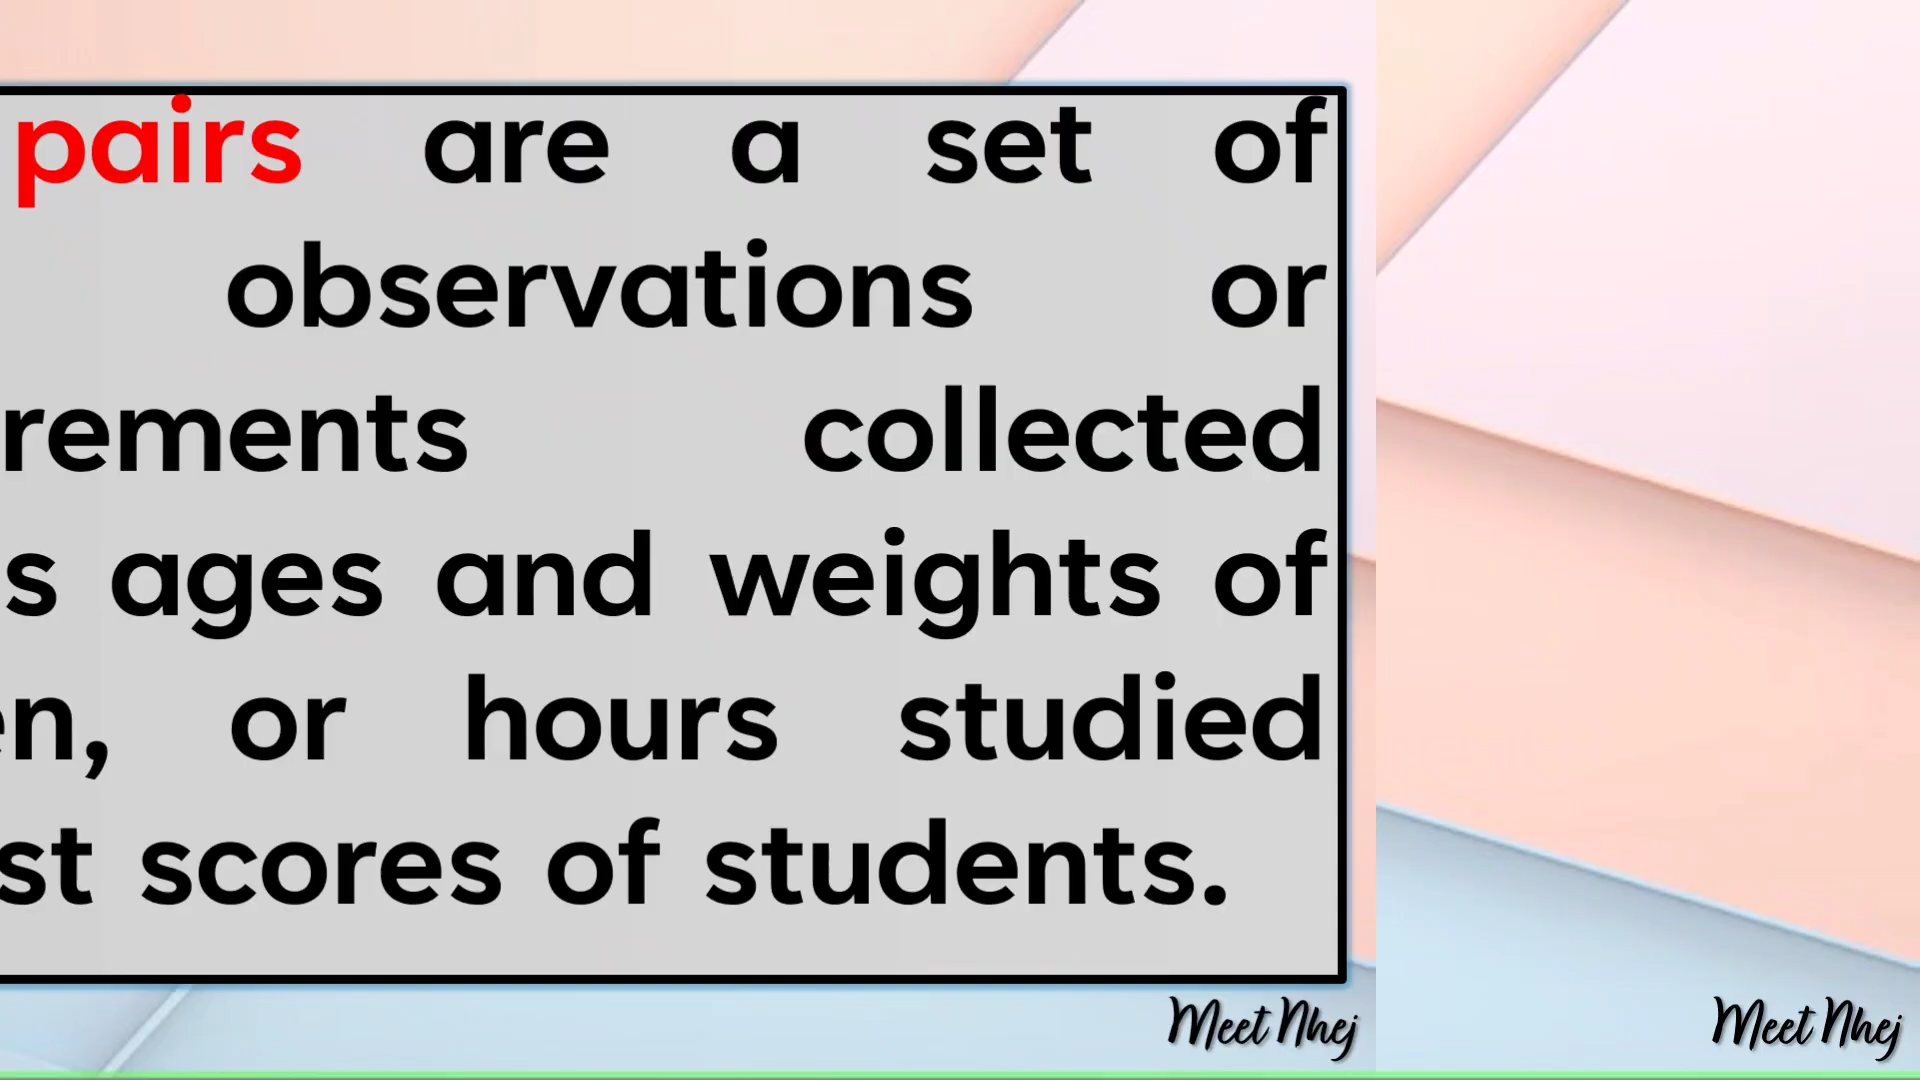 pairs are a set of
observations or
rements collected
s ages and weights of
en, or hours studied
st scores of students.
Meet Nhej
Meet Nhej